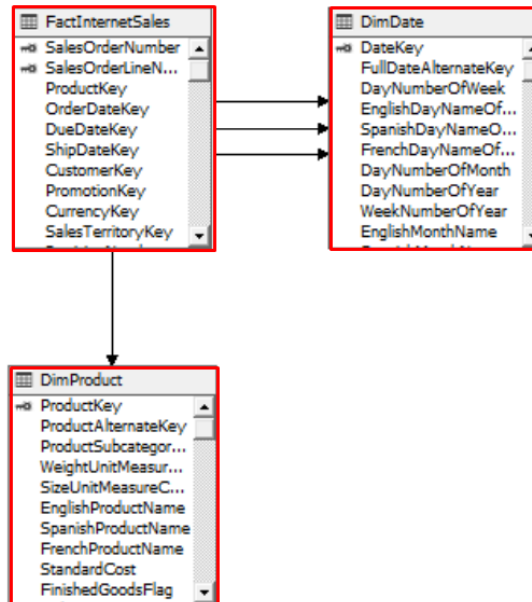 FactInternetSales
SalesOrderNumber
SalesOrderLineN...
ProductKey
OrderDateKey
DueDateKey
ShipDateKey
CustomerKey
PromotionKey
CurrencyKey
SalesTerritoryKey
DimDate
DateKey
FullDateAlternateKey
DayNumberOfWeek
EnglishDayNameOf...
SpanishDayNameO...
FrenchDayNameOf...
DayNumberOfMonth
DayNumberOfYear
WeekNumberOfYear
EnglishMonthName
DimProduct
ProductKey
ProductAlternateKey
ProductSubcategor...
WeightUnitMeasur...
SizeUnitMeasureC...
EnglishProductName
SpanishProductName
FrenchProductName
StandardCost
FinishedGoodsFlag